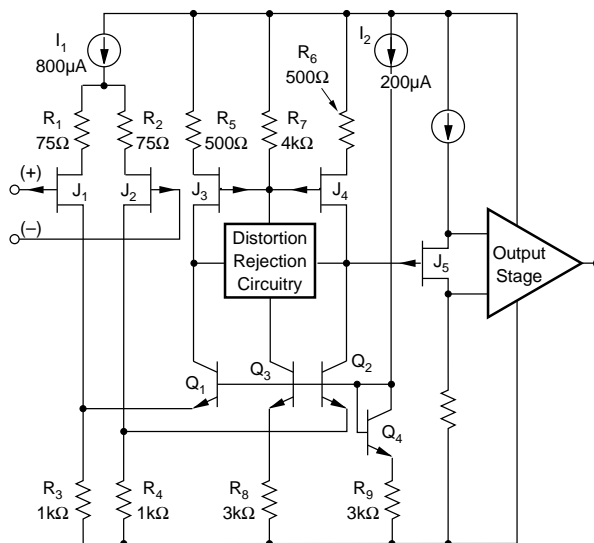 I1
800µA
I2
200µA
R6
500Ω
R1
75Ω
R2
75Ω
R5
500Ω
R7
4kΩ
(+)
J1
J2
J3
J4
(–)
Distortion
Rejection
Circuitry
J5
Output
Stage
Q1
Q3
Q2
Q4
R3
1kΩ
R4
1kΩ
R8
3kΩ
R9
3kΩ